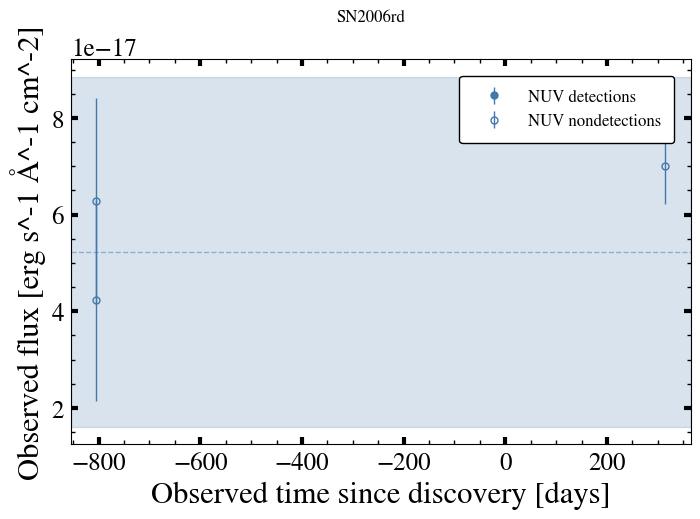 SN2006rd
1e−17
NUV detections
NUV nondetections
8
6
4
2
Observed flux [erg s^-1 Å^-1 cm^-2]
−800
−600
−400
−200
0
200
Observed time since discovery [days]